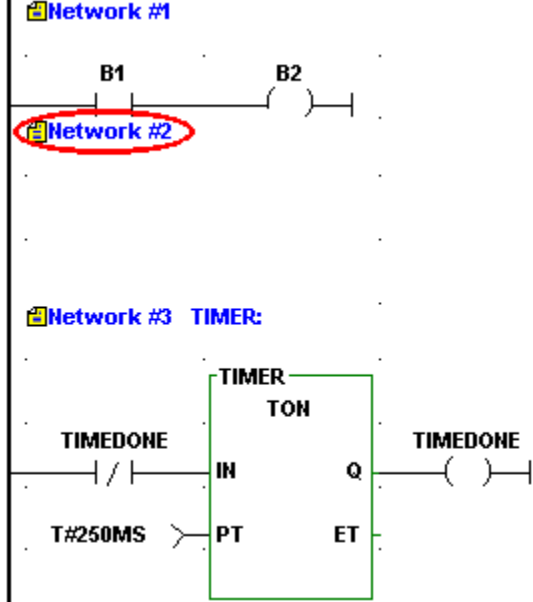 Network #1
B1 B2
Network #2
Network #3 TIMER:
TIMER
TON
TIMEDONE TIMEDONE
IN Q
T#250MS PT ET